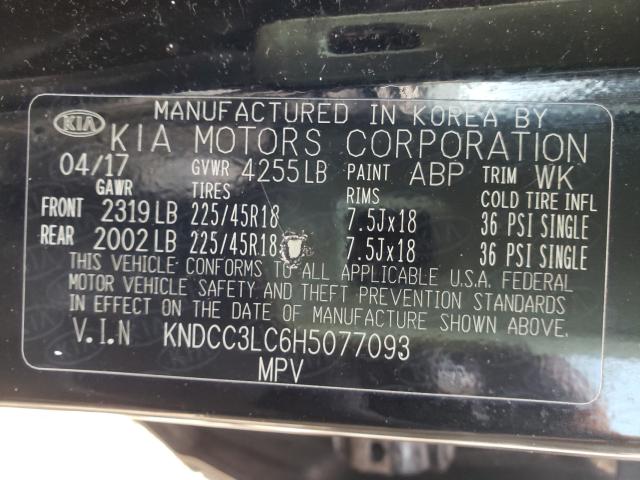 MANUFACTURED IN KOREA BY
KIA KIA MOTORS CORPORATION
04/17 GVWR 4255LB PAINT ABP TRIM WK
GAWR TIRES RIMS COLD TIRE INFL
FRONT 2319LB 225/45R18 7.5Jx18 36 PSI SINGLE
REAR 2002LB 225/45R18 7.5Jx18 36 PSI SINGLE
THIS VEHICLE CONFORMS TO ALL APPLICABLE U.S.A. FEDERAL
MOTOR VEHICLE SAFETY AND THEFT PREVENTION STANDARDS
IN EFFECT ON THE DATE OF MANUFACTURE SHOWN ABOVE.
V.I.N KNDCC3LC6H5077093
MPV